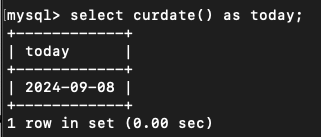 mysql> select curdate() as today;
+------------+
| today      |
+------------+
| 2024-09-08 |
+------------+
1 row in set (0.00 sec)